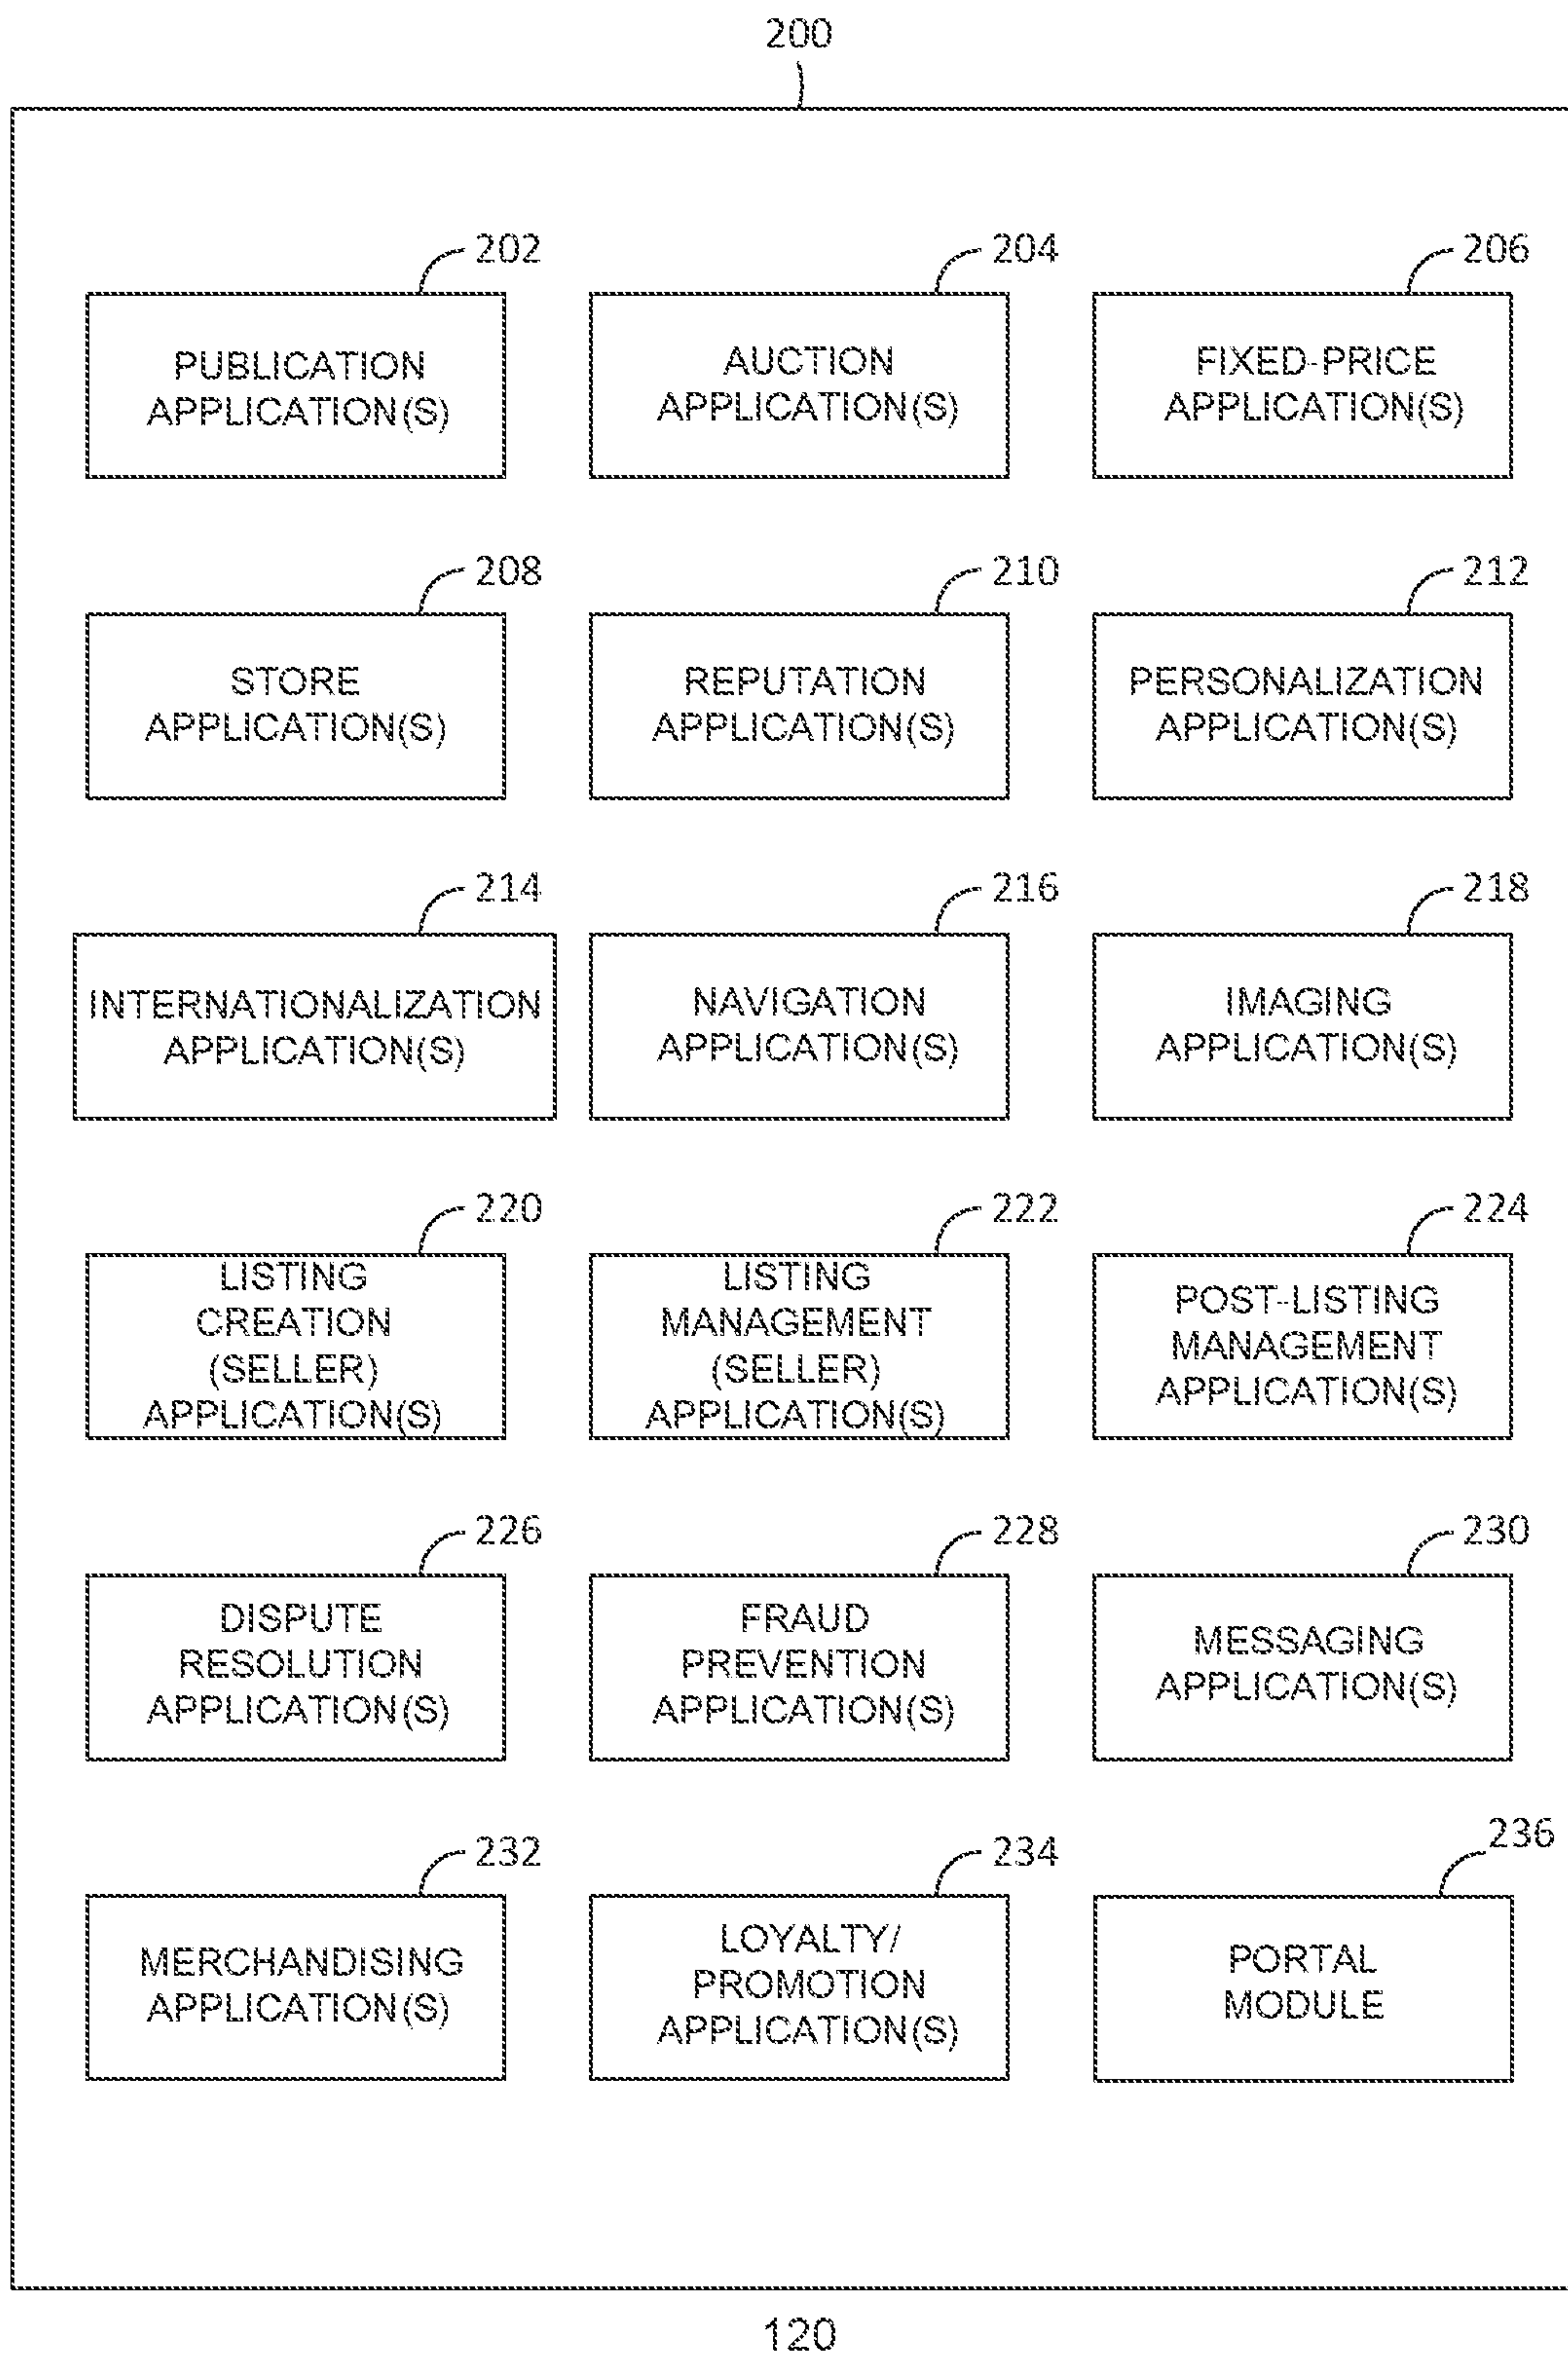 200
202
PUBLICATION
APPLICATION(S)
204
AUCTION
APPLICATION(S)
206
FIXED-PRICE
APPLICATION(S)
208
STORE
APPLICATION(S)
210
REPUTATION
APPLICATION(S)
212
PERSONALIZATION
APPLICATION(S)
214
INTERNATIONALIZATION
APPLICATION(S)
216
NAVIGATION
APPLICATION(S)
218
IMAGING
APPLICATION(S)
220
LISTING
CREATION
(SELLER)
APPLICATION(S)
222
LISTING
MANAGEMENT
(SELLER)
APPLICATION(S)
224
POST-LISTING
MANAGEMENT
APPLICATION(S)
226
DISPUTE
RESOLUTION
APPLICATION(S)
228
FRAUD
PREVENTION
APPLICATION(S)
230
MESSAGING
APPLICATION(S)
232
MERCHANDISING
APPLICATION(S)
234
LOYALTY/
PROMOTION
APPLICATION(S)
236
PORTAL
MODULE
120